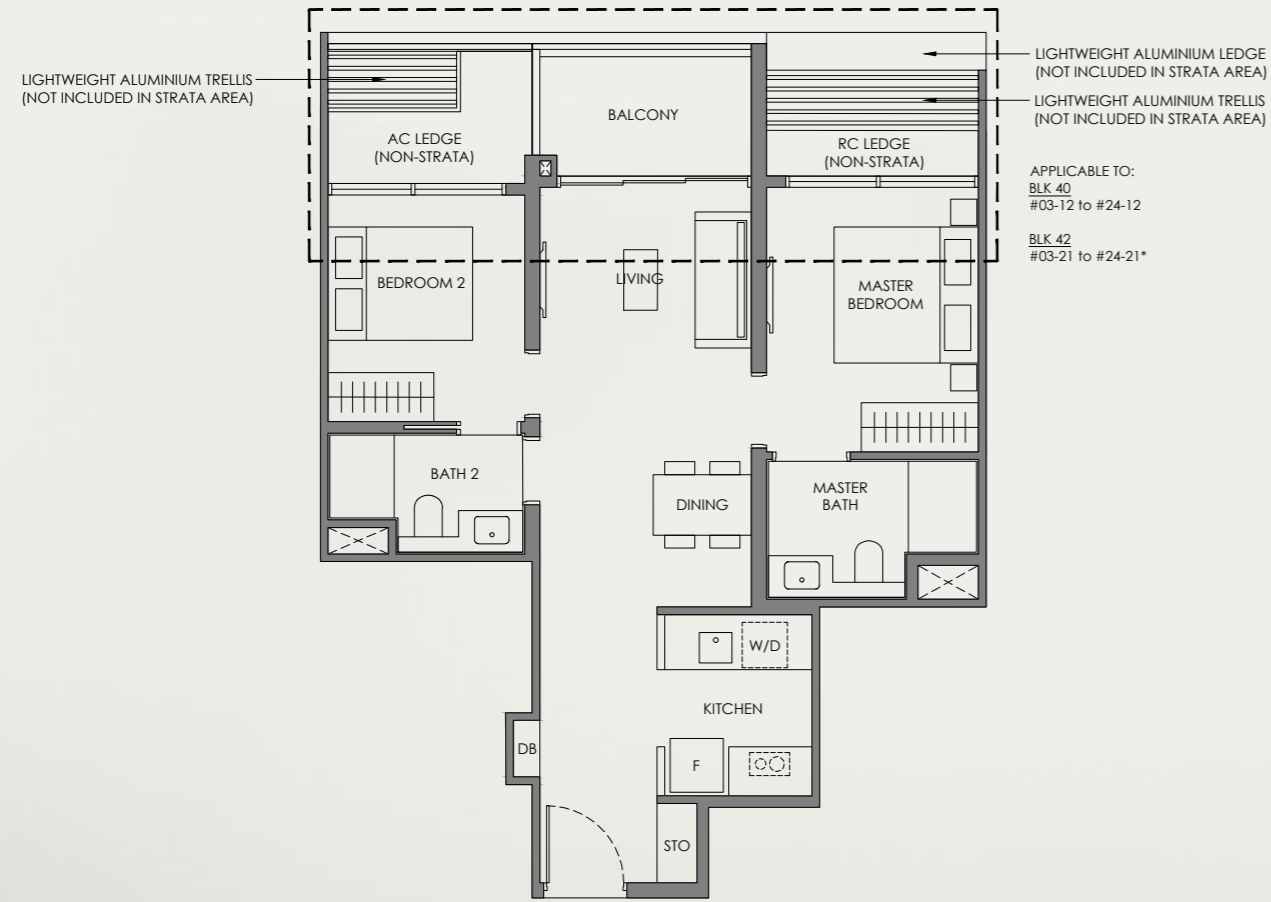 LIGHTWEIGHT ALUMINIUM TRELLIS
(NOT INCLUDED IN STRATA AREA)
LIGHTWEIGHT ALUMINIUM LEDGE
(NOT INCLUDED IN STRATA AREA)
LIGHTWEIGHT ALUMINIUM TRELLIS
(NOT INCLUDED IN STRATA AREA)
BALCONY
AC LEDGE
(NON-STRATA)
RC LEDGE
(NON-STRATA)
APPLICABLE TO:
BLK 40
#03-12 to #24-12
BLK 42
#03-21 to #24-21*
BEDROOM 2
LIVING
MASTER
BEDROOM
BATH 2
DINING
MASTER
BATH
W/D
KITCHEN
DB
F
STO